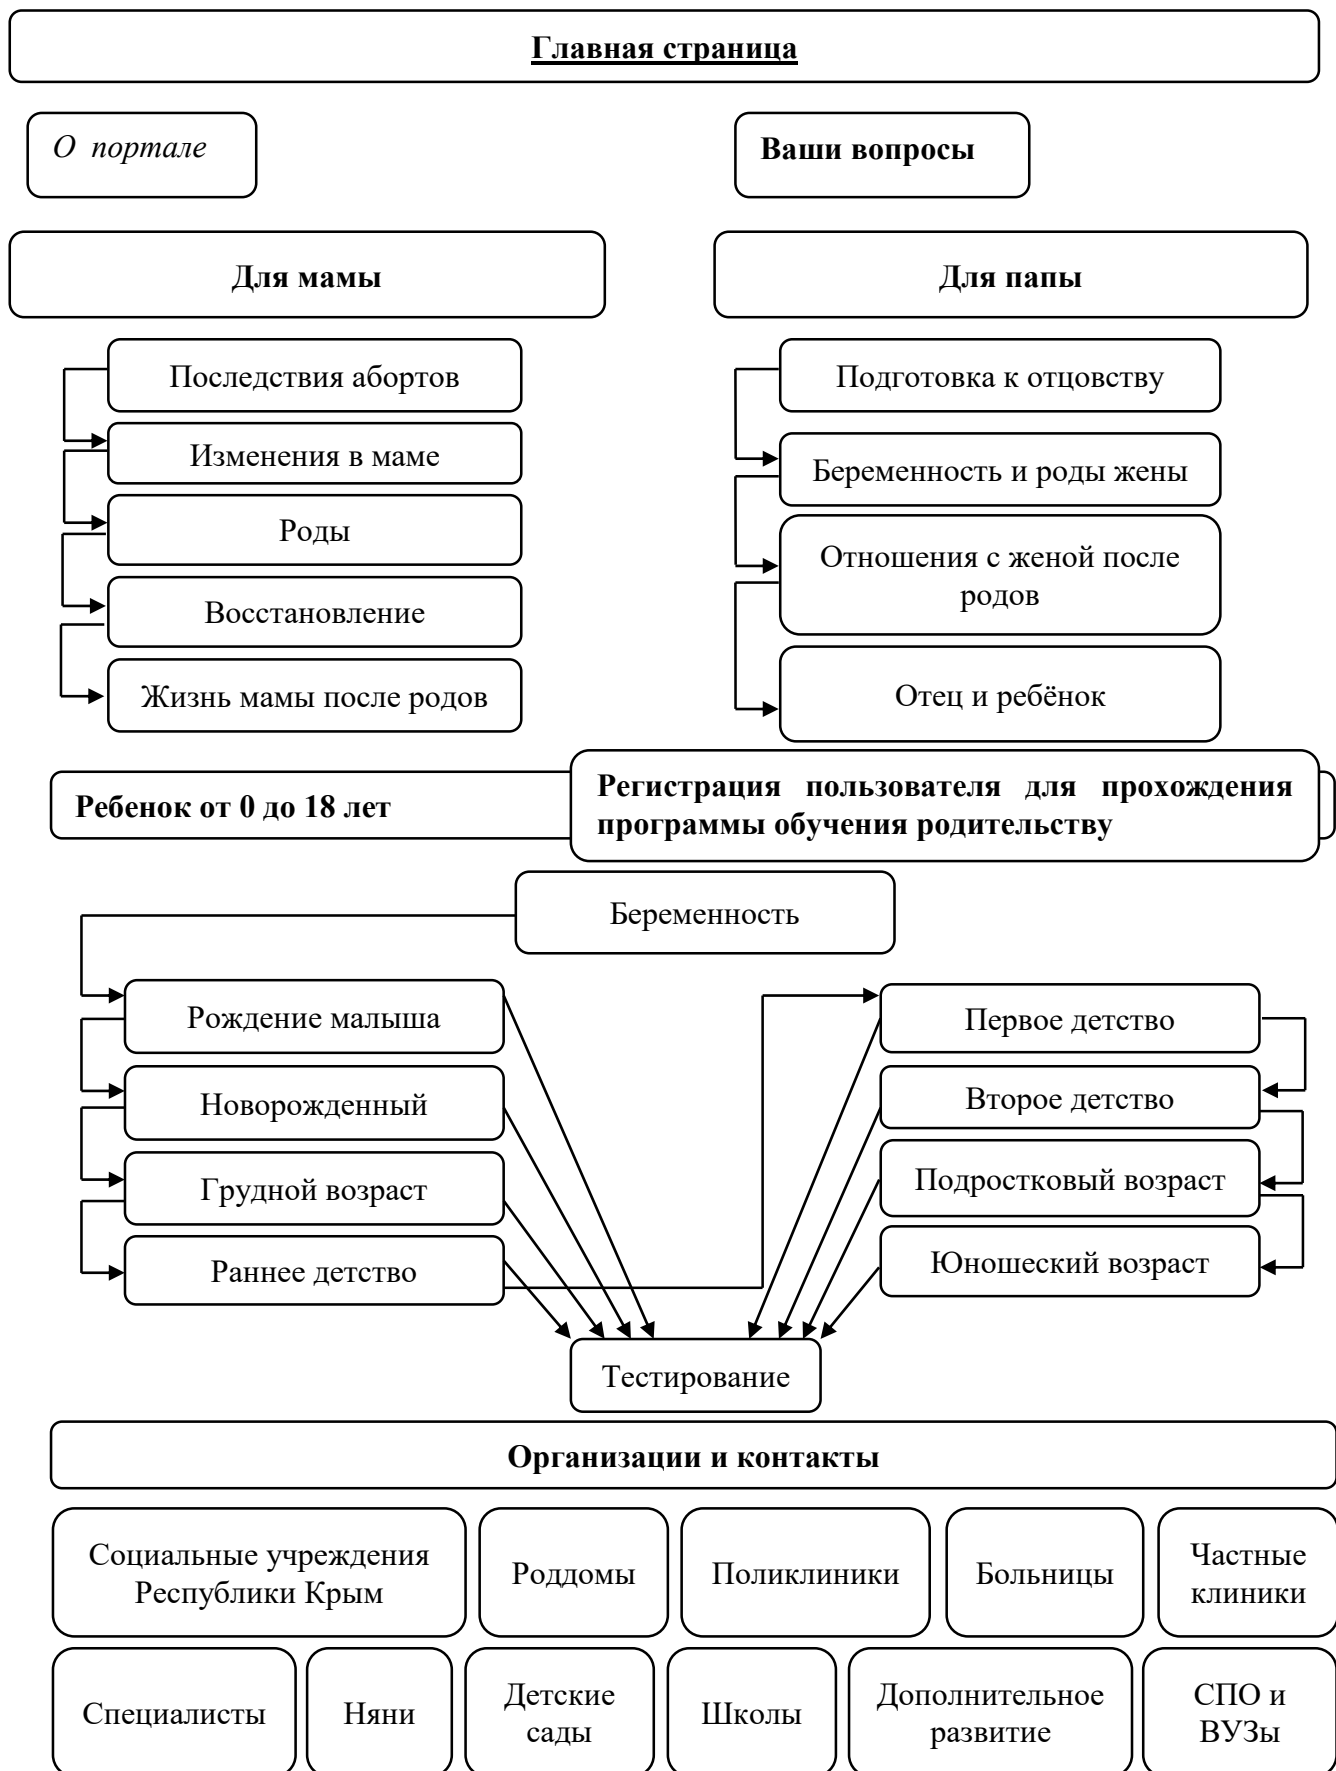 Главная страница
О портале
Ваши вопросы
Для мамы
Для папы
Последствия абортов
Изменения в маме
Роды
Восстановление
Жизнь мамы после родов
Подготовка к отцовству
Беременность и роды жены
Отношения с женой после
родов
Отец и ребёнок
Ребенок от 0 до 18 лет
Регистрация пользователя для прохождения
программы обучения родительству
Беременность
Рождение малыша
Новорожденный
Грудной возраст
Раннее детство
Первое детство
Второе детство
Подростковый возраст
Юношеский возраст
Тестирование
Организации и контакты
Социальные учреждения
Республики Крым
Роддомы
Поликлиники
Больницы
Частные
клиники
Специалисты
Няни
Детские
сады
Школы
Дополнительное
развитие
СПО и
ВУЗы